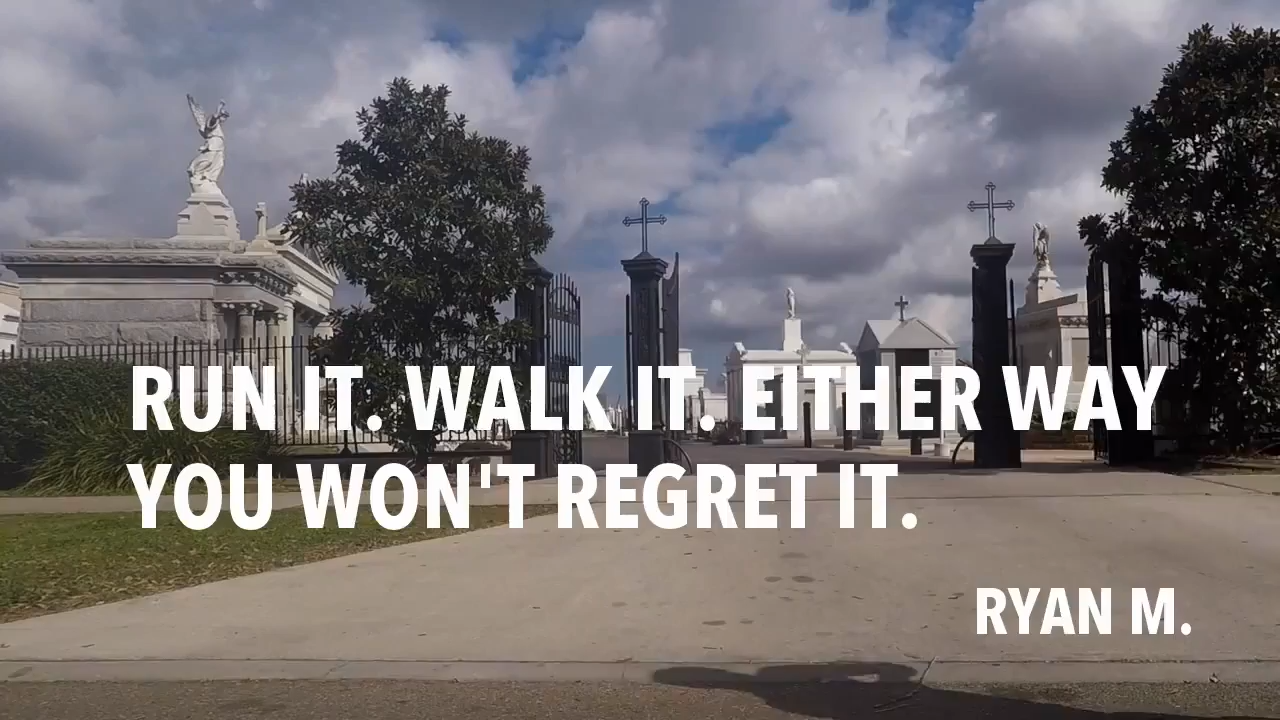 RUN IT. WALK IT. EITHER WAY
YOU WON'T REGRET IT.
RYAN M.